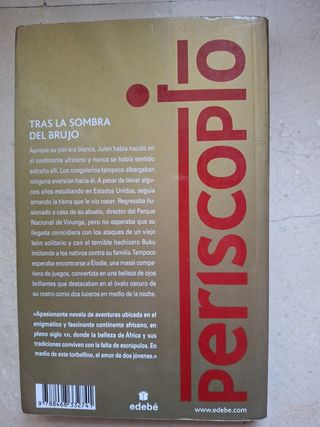 TRAS LA SOMBRA
DEL BRUJO
Aunque su piel era blanca, Julen había nacido en
el continente africano y nunca se había sentido
extraño allí. Los congoleños tampoco albergaban
ninguna aversión hacia él. A pesar de llevar algu-
nos años estudiando en Estados Unidos, seguía
amando la tierra que le vio nacer. Regresaba ilu-
sionado a casa de su abuelo, director del Parque
Nacional de Virunga, pero no esperaba que su
llegada coincidiera con los ataques de un viejo
león solitario y con el temible hechicero Buku
incitando a los nativos contra su familia. Tampoco
esperaba encontrarse a Elodie, una masai compa-
ñera de juegos, convertida en una belleza de ojos
brillantes que destacaban en el óvalo oscuro de
su rostro como dos luceros en medio de la noche.
«Apasionante novela de aventuras ubicada en el
enigmático y fascinante continente africano, en
pleno siglo XXI, donde la belleza de África y sus
tradiciones conviven con la falta de escrúpulos. En
medio de este torbellino, el amor de dos jóvenes.»
periscopio
9 788468 332741
edebé
www.edebe.com